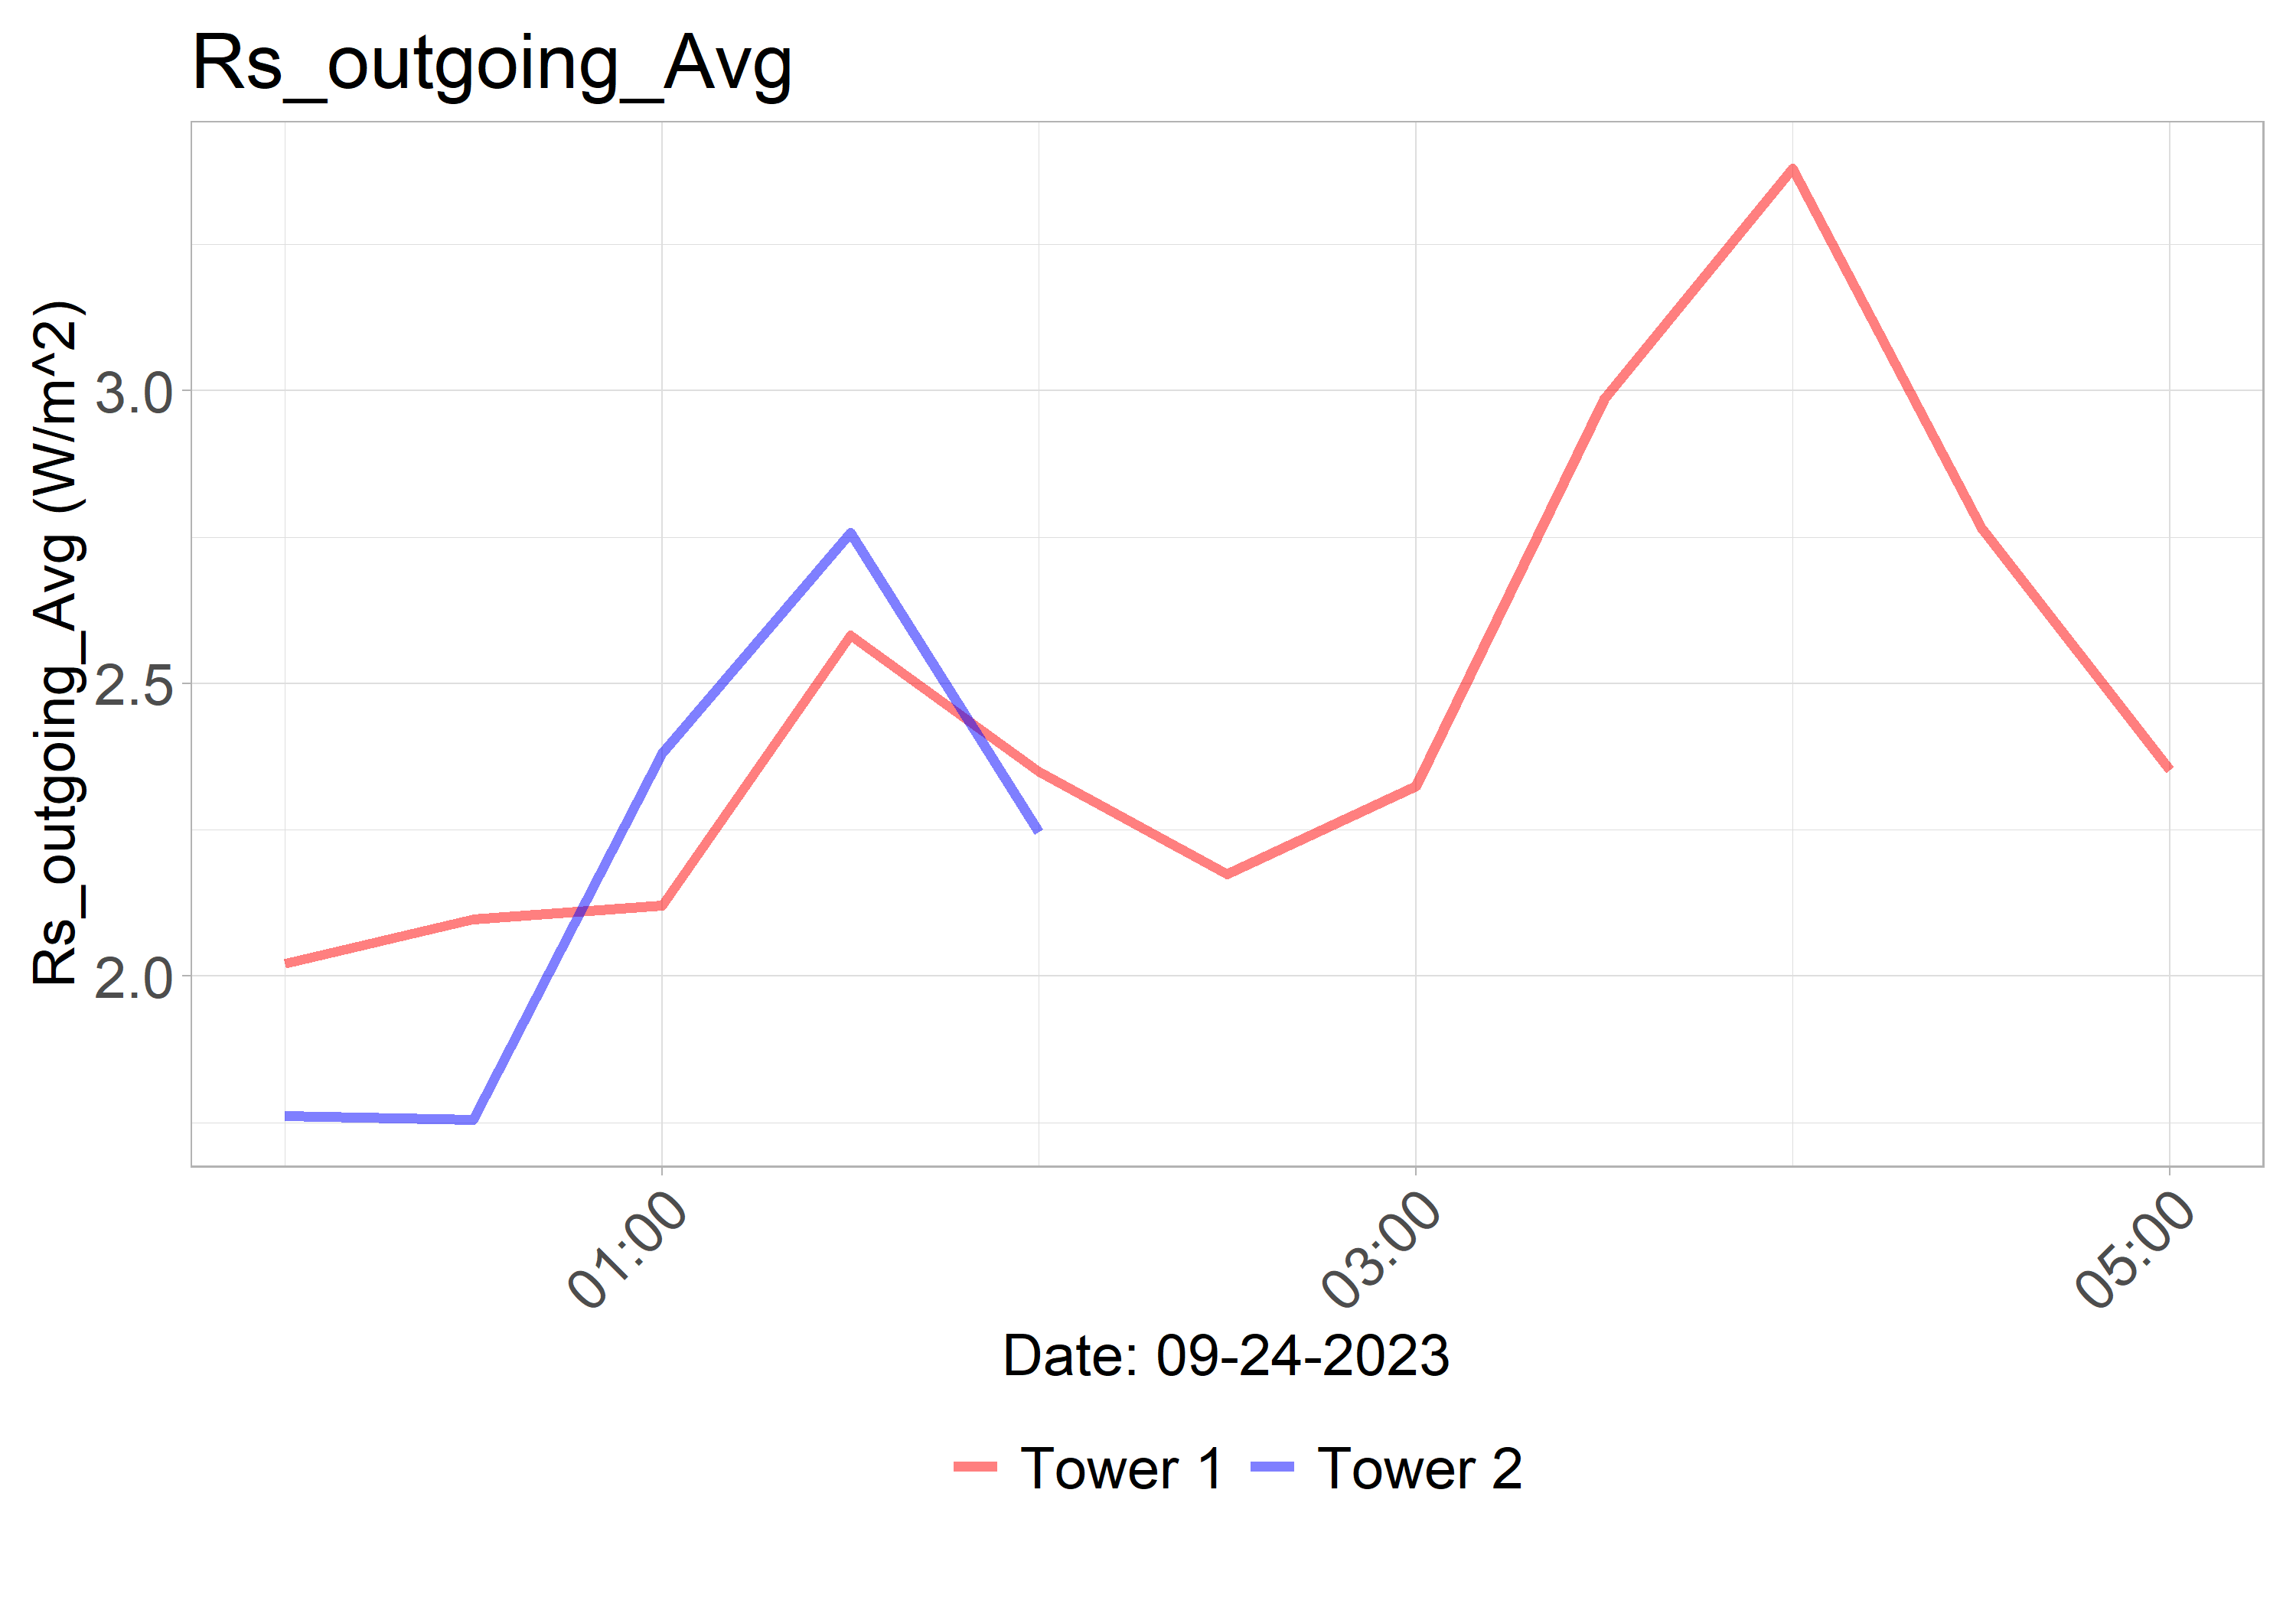 Rs_outgoing_Avg
Rs_outgoing_Avg (W/m^2)
3.0
2.5
2.0
01:00
03:00
05:00
Date: 09-24-2023
Tower 1
Tower 2